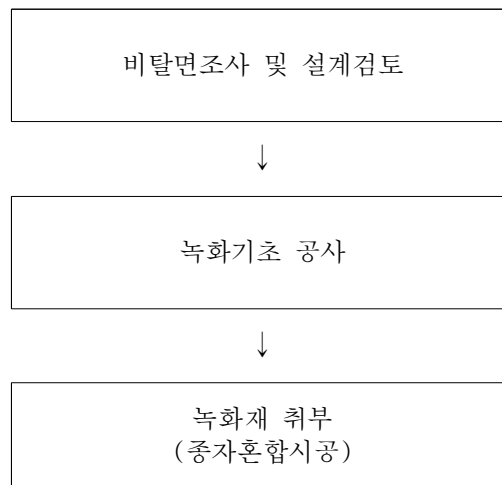 비탈면조사 및 설계검토
↓
녹화기초 공사
↓
녹화재 취부
(종자혼합시공)